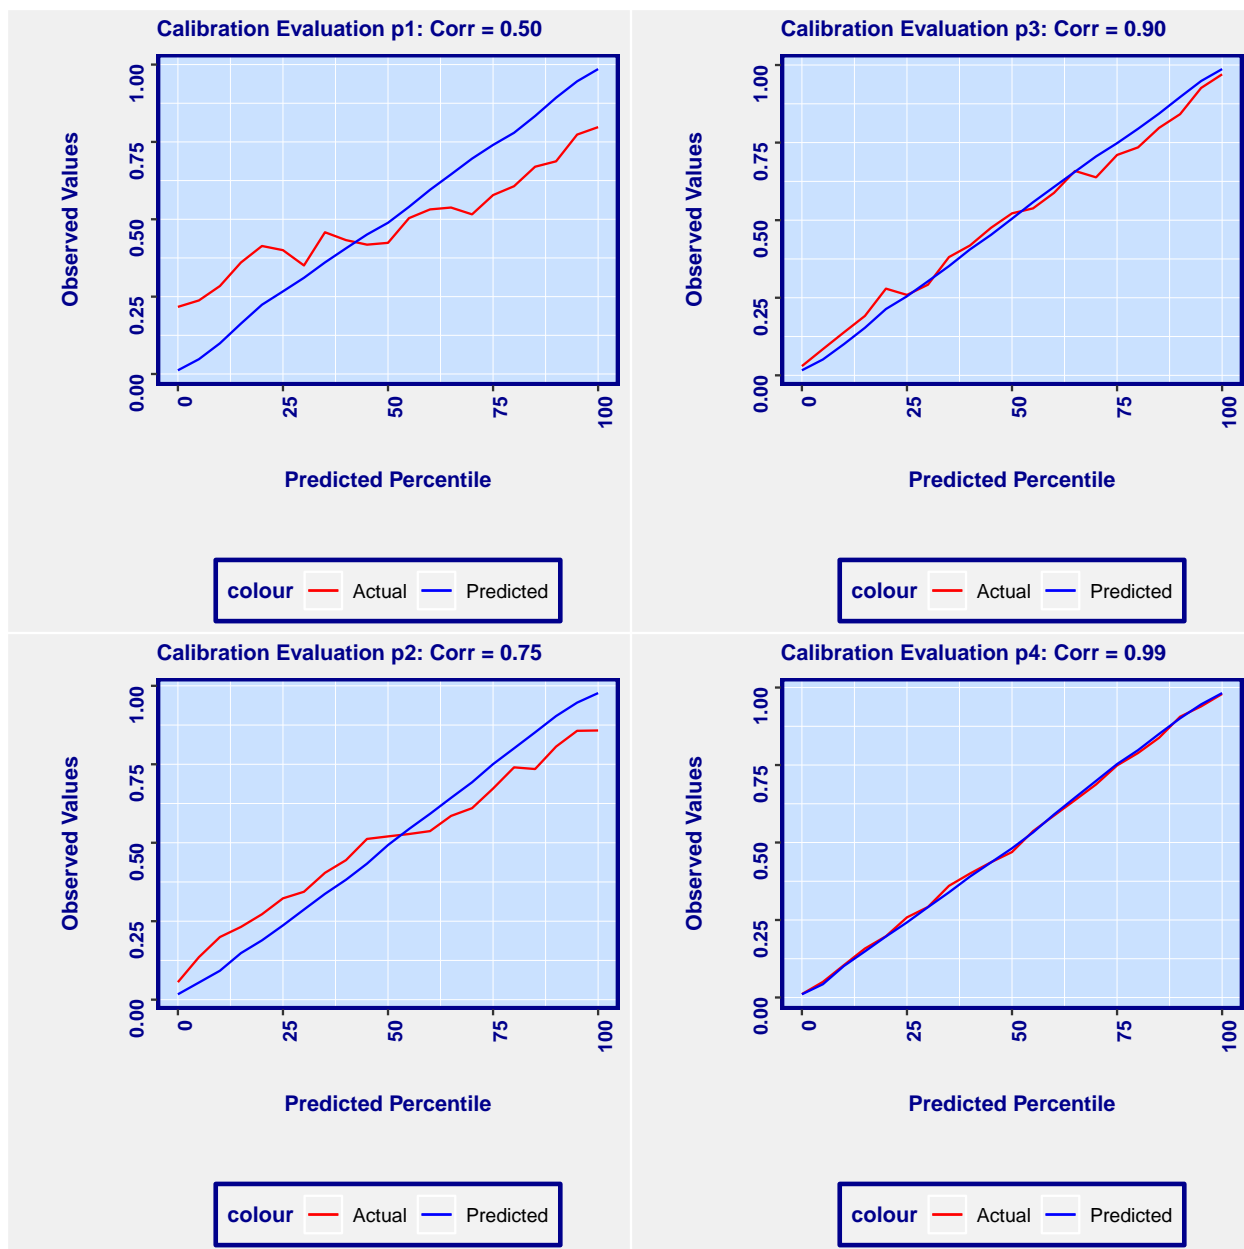 Calibration Evaluation p1: Corr = 0.50
Observed Values
1.00
0.75
0.50
0.25
0.00
0
25
50
75
100
Predicted Percentile
colour Actual Predicted
Calibration Evaluation p3: Corr = 0.90
Observed Values
1.00
0.75
0.50
0.25
0.00
0
25
50
75
100
Predicted Percentile
colour Actual Predicted
Calibration Evaluation p2: Corr = 0.75
Observed Values
1.00
0.75
0.50
0.25
0.00
0
25
50
75
100
Predicted Percentile
colour Actual Predicted
Calibration Evaluation p4: Corr = 0.99
Observed Values
1.00
0.75
0.50
0.25
0.00
0
25
50
75
100
Predicted Percentile
colour Actual Predicted